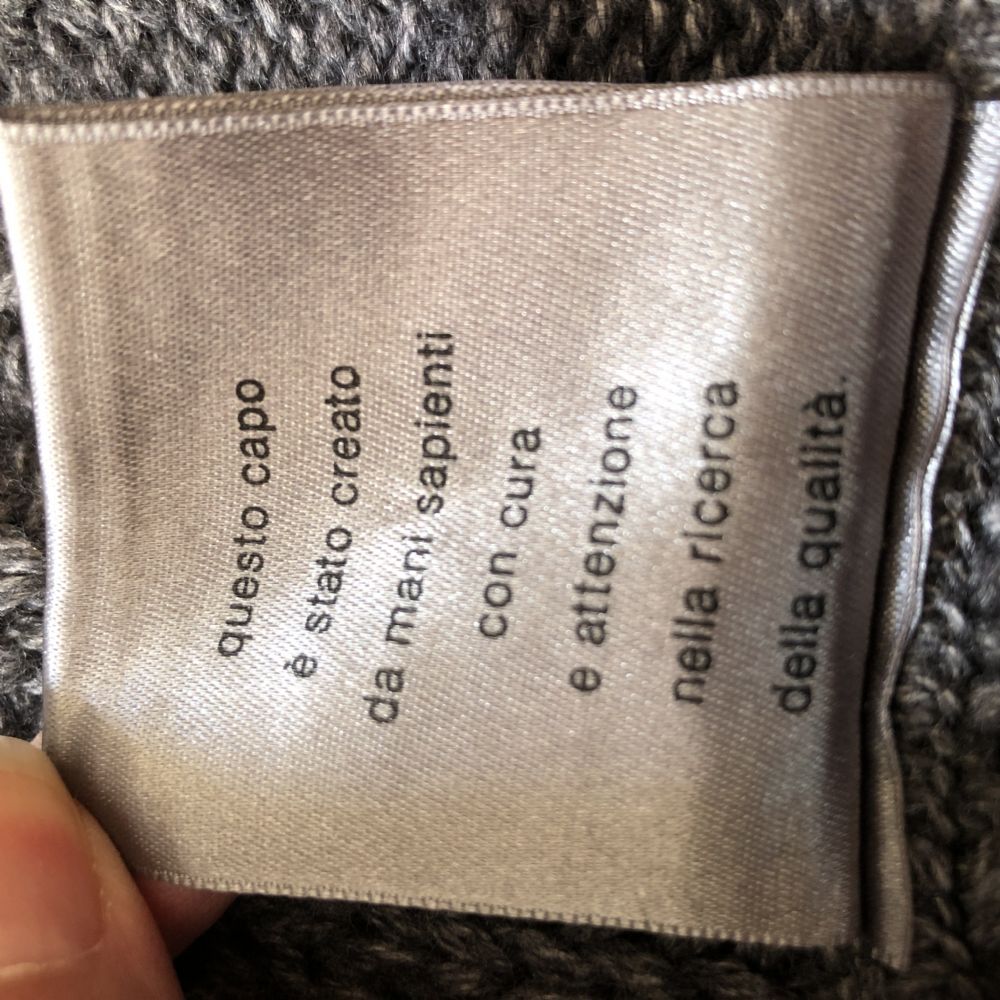 questo capo
è stato creato
da mani sapienti
con cura
e attenzione
nella ricerca
della qualità.